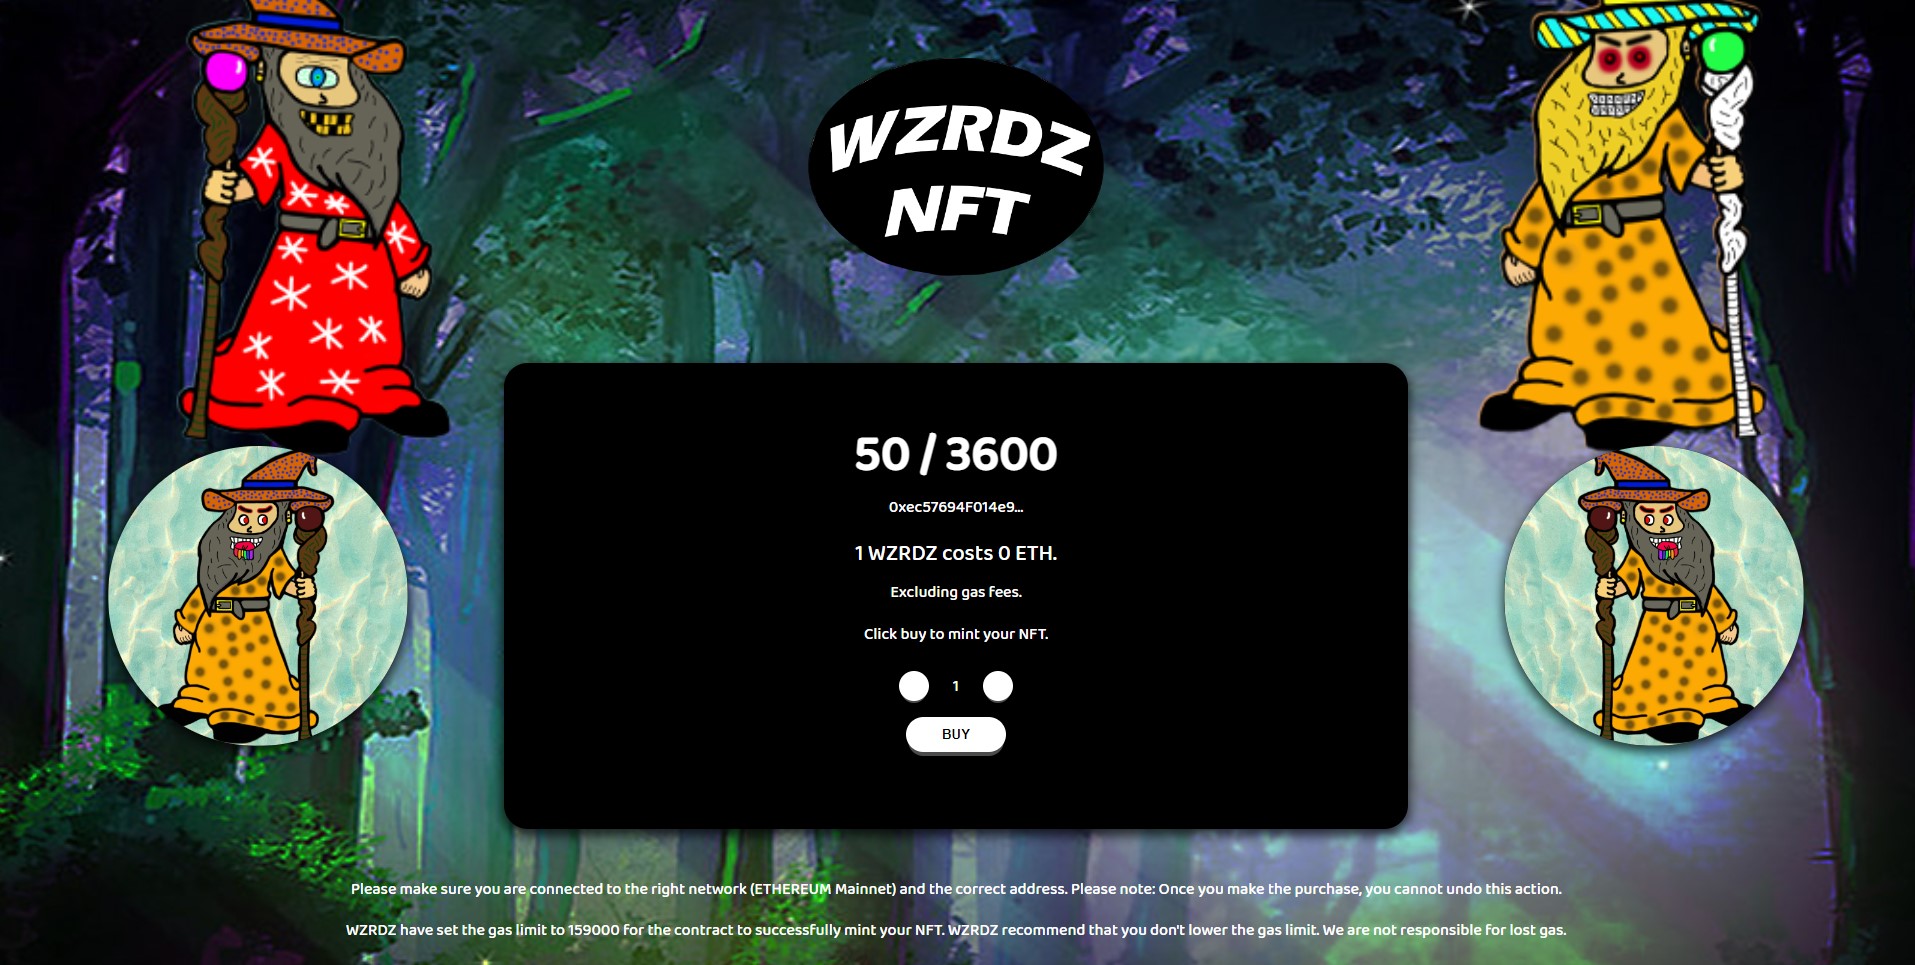 WZRDZ
NFT
50 / 3600
0xec57694F014e9...
1 WZRDZ costs 0 ETH.
Excluding gas fees.
Click buy to mint your NFT.
1
BUY
Please make sure you are connected to the right network (ETHEREUM Mainnet) and the correct address. Please note: Once you make the purchase, you cannot undo this action.
WZRDZ have set the gas limit to 159000 for the contract to successfully mint your NFT. WZRDZ recommend that you don't lower the gas limit. We are not responsible for lost gas.